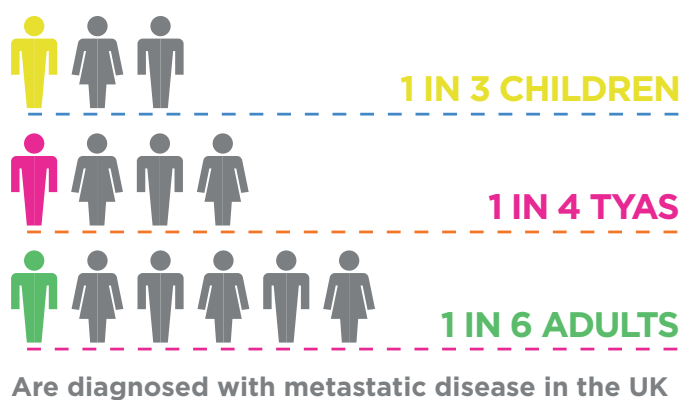 1 IN 3 CHILDREN
1 IN 4 TYAS
1 IN 6 ADULTS
Are diagnosed with metastatic disease in the UK